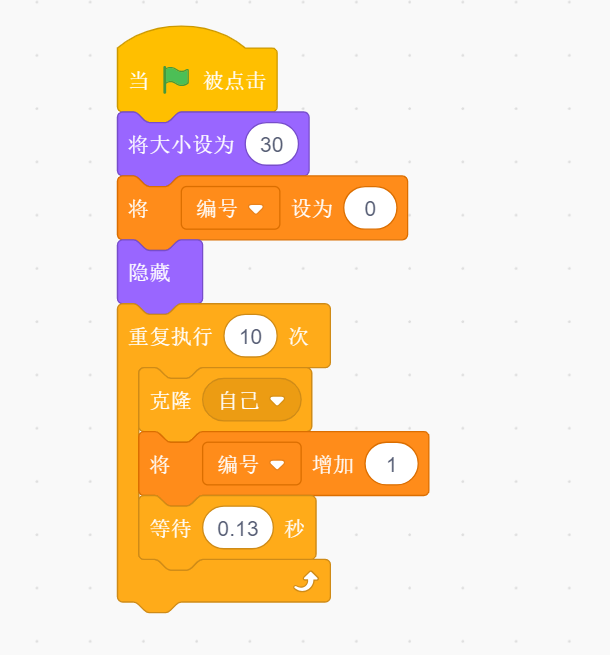 当 被点击
将大小设为 30
将 编号 设为 0
隐藏
重复执行 10 次
克隆 自己
将 编号 增加 1
等待 0.13 秒